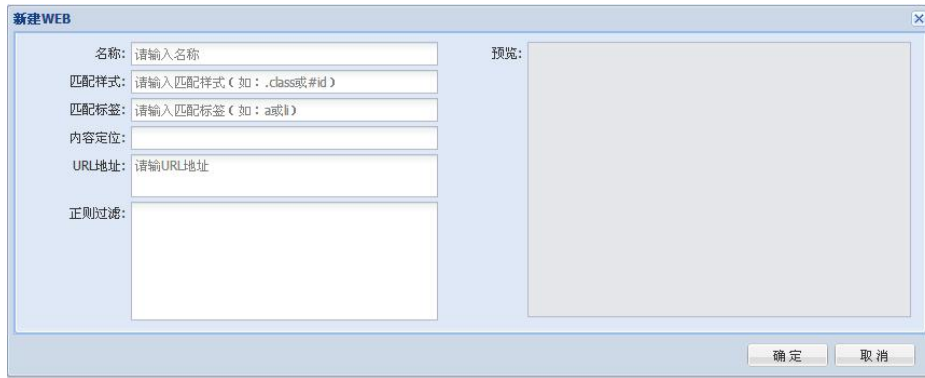 新建WEB
名称: 请输入名称
匹配样式: 请输入匹配样式(如：.class或#id)
匹配标签: 请输入匹配标签(如：a或li)
内容定位:
URL地址: 请输URL地址
正则过滤:
预览:
确定 取消